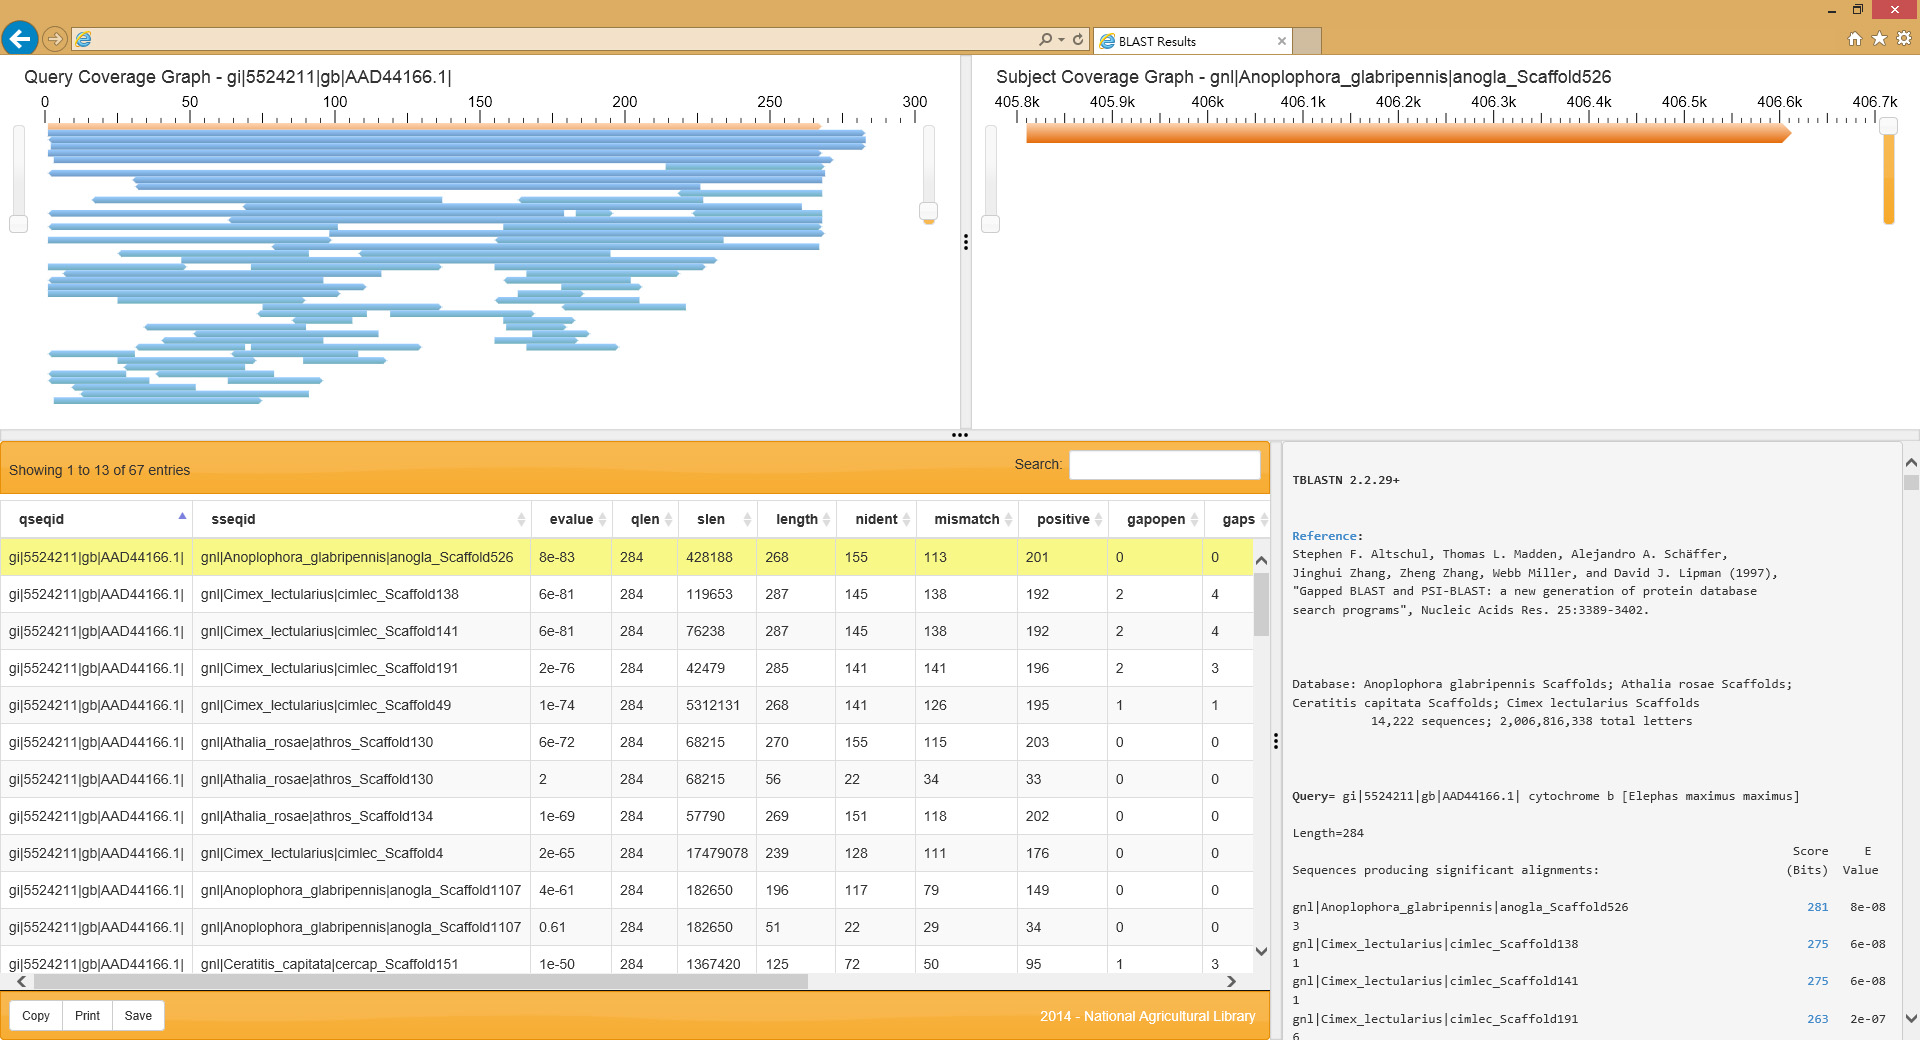 BLAST Results
Query Coverage Graph - gi|5524211|gb|AAD44166.1|
0 50 100 150 200 250 300
Subject Coverage Graph - gnl|Anoplophora_glabripennis|anogla_Scaffold526
405.8k 405.9k 406k 406.1k 406.2k 406.3k 406.4k 406.5k 406.6k 406.7k
Showing 1 to 13 of 67 entries
Search:
qseqid sseqid evalue qlen slen length nident mismatch positive gapopen gaps
gi|5524211|gb|AAD44166.1| gnl|Anoplophora_glabripennis|anogla_Scaffold526 8e-83 284 428188 268 155 113 201 0 0
gi|5524211|gb|AAD44166.1| gnl|Cimex_lectularius|cimlec_Scaffold138 6e-81 284 119653 287 145 138 192 2 4
gi|5524211|gb|AAD44166.1| gnl|Cimex_lectularius|cimlec_Scaffold141 6e-81 284 76238 287 145 138 192 2 4
gi|5524211|gb|AAD44166.1| gnl|Cimex_lectularius|cimlec_Scaffold191 2e-76 284 42479 285 141 141 196 2 3
gi|5524211|gb|AAD44166.1| gnl|Cimex_lectularius|cimlec_Scaffold49 1e-74 284 5312131 268 141 126 195 1 1
gi|5524211|gb|AAD44166.1| gnl|Athalia_rosae|athros_Scaffold130 6e-72 284 68215 270 155 115 203 0 0
gi|5524211|gb|AAD44166.1| gnl|Athalia_rosae|athros_Scaffold130 2 284 68215 56 22 34 33 0 0
gi|5524211|gb|AAD44166.1| gnl|Athalia_rosae|athros_Scaffold134 1e-69 284 57790 269 151 118 202 0 0
gi|5524211|gb|AAD44166.1| gnl|Cimex_lectularius|cimlec_Scaffold4 2e-65 284 17479078 239 128 111 176 0 0
gi|5524211|gb|AAD44166.1| gnl|Anoplophora_glabripennis|anogla_Scaffold1107 4e-61 284 182650 196 117 79 149 0 0
gi|5524211|gb|AAD44166.1| gnl|Anoplophora_glabripennis|anogla_Scaffold1107 0.61 284 182650 51 22 29 34 0 0
gi|5524211|gb|AAD44166.1| gnl|Ceratitis_capitata|cercap_Scaffold151 1e-50 284 1367420 125 72 50 95 1 3
Copy Print Save
2014 - National Agricultural Library
TBLASTN 2.2.29+
Reference:
Stephen F. Altschul, Thomas L. Madden, Alejandro A. Schäffer,
Jinghui Zhang, Zheng Zhang, Webb Miller, and David J. Lipman (1997),
"Gapped BLAST and PSI-BLAST: a new generation of protein database
search programs", Nucleic Acids Res. 25:3389-3402.
Database: Anoplophora glabripennis Scaffolds; Athalia rosae Scaffolds;
Ceratitis capitata Scaffolds; Cimex lectularius Scaffolds
14,222 sequences; 2,006,816,338 total letters
Query= gi|5524211|gb|AAD44166.1| cytochrome b [Elephas maximus maximus]
Length=284
Score E
Sequences producing significant alignments: (Bits) Value
gnl|Anoplophora_glabripennis|anogla_Scaffold526 281 8e-08
3
gnl|Cimex_lectularius|cimlec_Scaffold138 275 6e-08
1
gnl|Cimex_lectularius|cimlec_Scaffold141 275 6e-08
1
gnl|Cimex_lectularius|cimlec_Scaffold191 263 2e-07
6